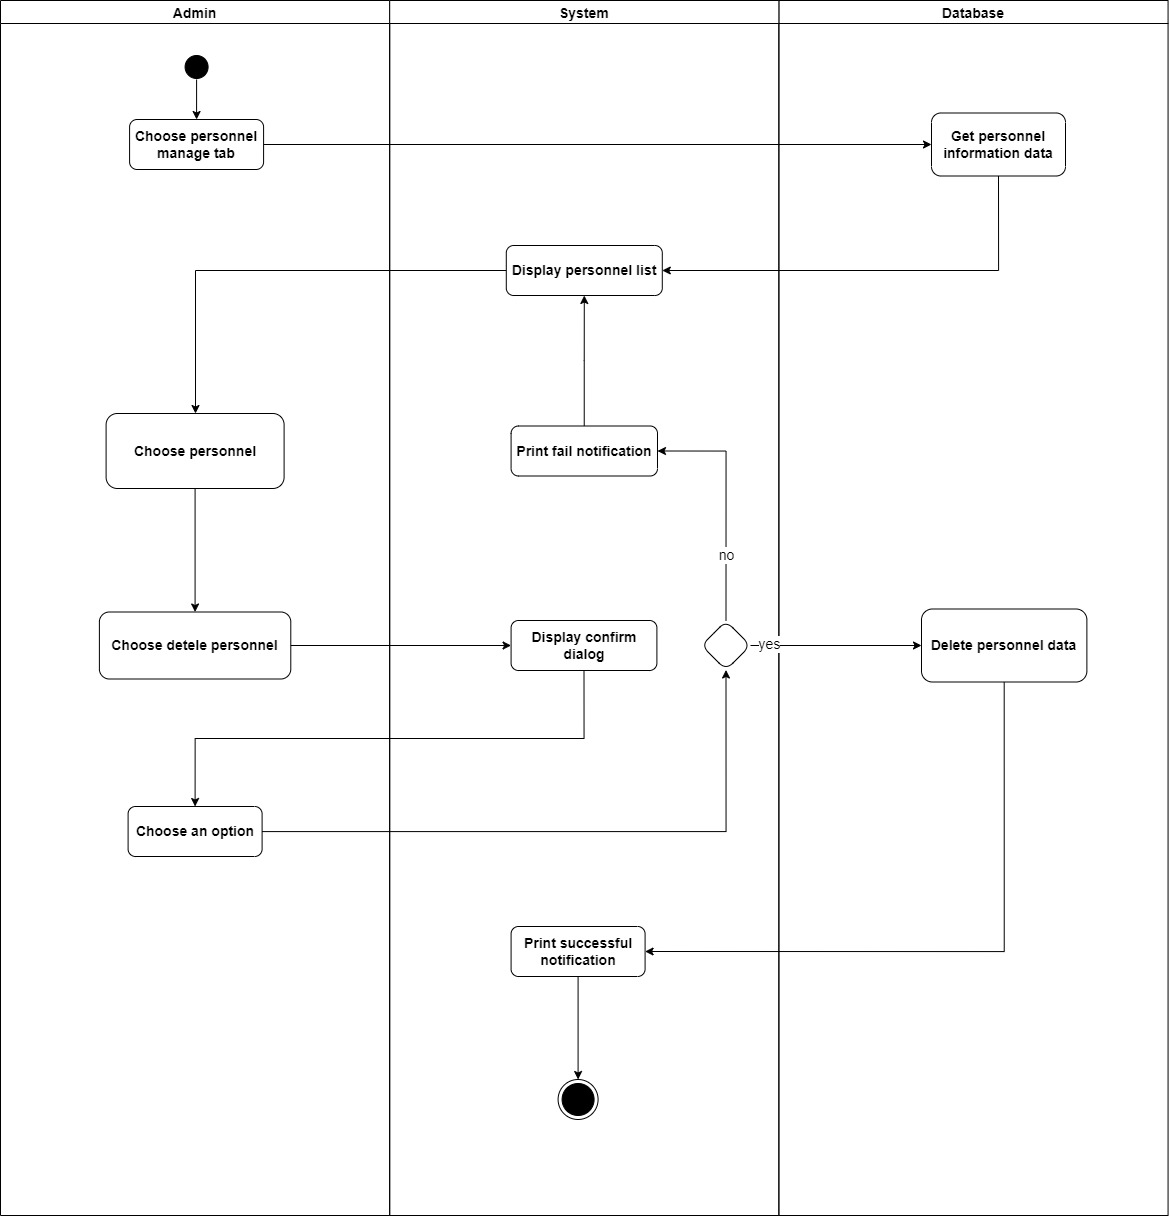 Admin
System
Database
Choose personnel
manage tab
Get personnel
information data
Display personnel list
Choose personnel
Print fail notification
no
Choose detele personnel
Display confirm
dialog
yes
Delete personnel data
Choose an option
Print successful
notification